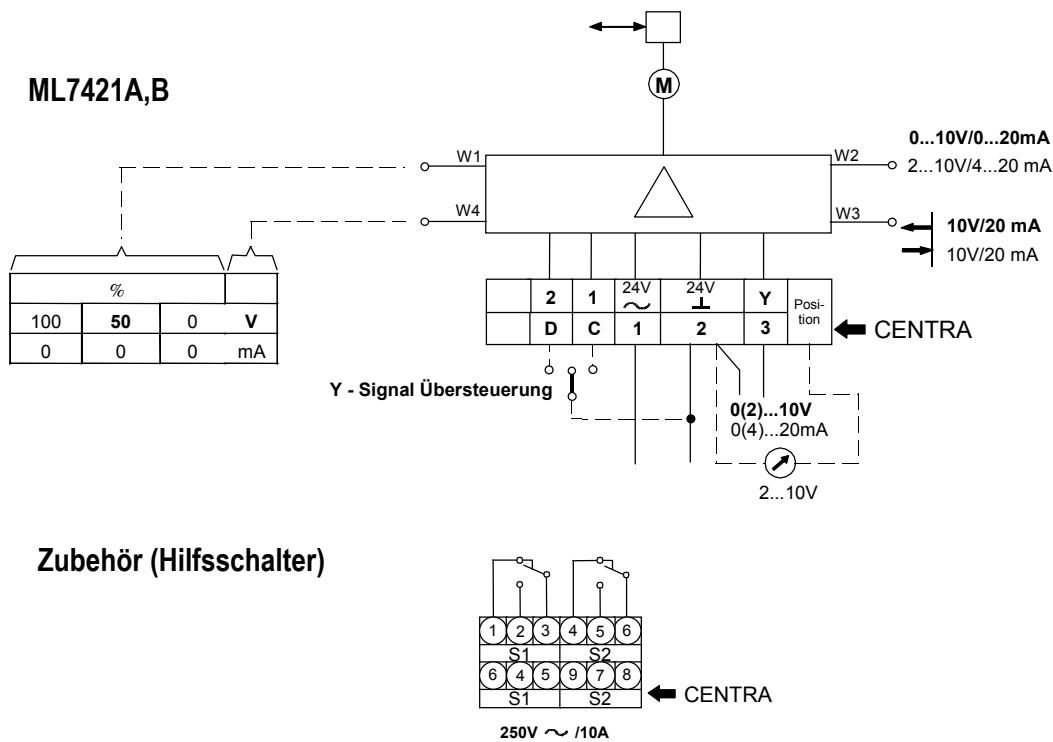 M
ML7421A,B
0...10V/0...20mA
W1
W2
2...10V/4...20 mA
W4
W3
10V/20 mA
10V/20 mA
%
100 50 0 V
0 0 0 mA
24V 24V
2 1 ~ ⊥ Y Posi-
tion
D C 1 2 3
CENTRA
Y - Signal Übersteuerung
0(2)...10V
0(4)...20mA
2...10V
Zubehör (Hilfsschalter)
1 2 3 4 5 6
S1 S2
6 4 5 9 7 8
S1 S2
CENTRA
250V ~ /10A